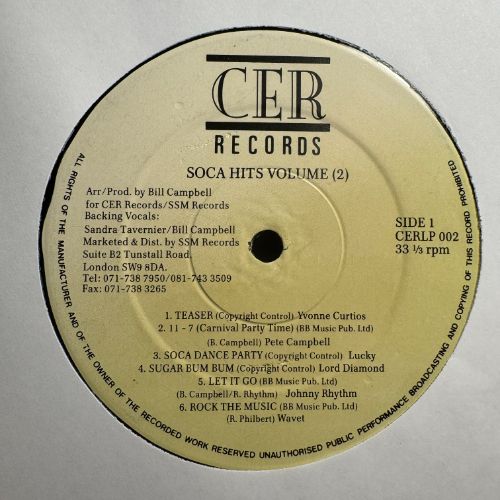 CER
RECORDS
SOCA HITS VOLUME (2)
Arr/Prod. by Bill Campbell
for CER Records/SSM Records
Backing Vocals:
Sandra Tavernier/Bill Campbell
Marketed & Dist. by SSM Records
Suite B2 Tunstall Road,
London SW9 8DA.
Tel: 071-738 7950/081-743 3509
Fax: 071-738 3265
SIDE 1
CERLP 002
33 ⅓ rpm
1. TEASER (Copyright Control) Yvonne Curtios
2. 11 - 7 (Carnival Party Time) (BB Music Pub. Ltd)
(B. Campbell) Pete Campbell
3. SOCA DANCE PARTY (Copyright Control) Lucky
4. SUGAR BUM BUM (Copyright Control) Lord Diamond
5. LET IT GO (BB Music Pub. Ltd)
(B. Campbell/R. Rhythm) Johnny Rhythm
6. ROCK THE MUSIC (BB Music Pub. Ltd)
(R. Philbert) Wavet
ALL RIGHTS OF THE MANUFACTURER AND OF THE OWNER OF THE RECORDED WORK RESERVED UNAUTHORISED PUBLIC PERFORMANCE BROADCASTING AND COPYING OF THIS RECORD PROHIBITED